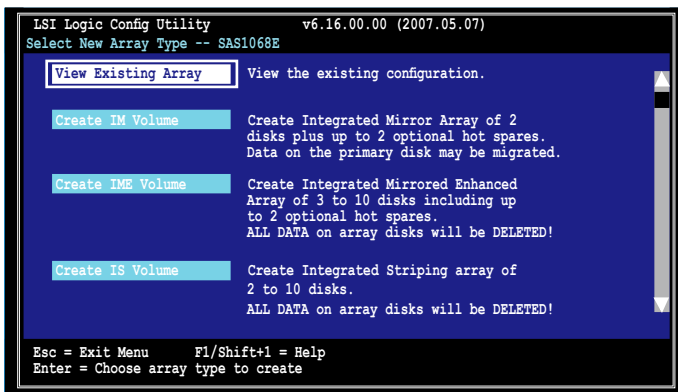 LSI Logic Config Utility v6.16.00.00 (2007.05.07)
Select New Array Type -- SAS1068E
View Existing Array View the existing configuration.
Create IM Volume Create Integrated Mirror Array of 2
disks plus up to 2 optional hot spares.
Data on the primary disk may be migrated.
Create IME Volume Create Integrated Mirrored Enhanced
Array of 3 to 10 disks including up
to 2 optional hot spares.
ALL DATA on array disks will be DELETED!
Create IS Volume Create Integrated Striping array of
2 to 10 disks.
ALL DATA on array disks will be DELETED!
Esc = Exit Menu F1/Shift+1 = Help
Enter = Choose array type to create